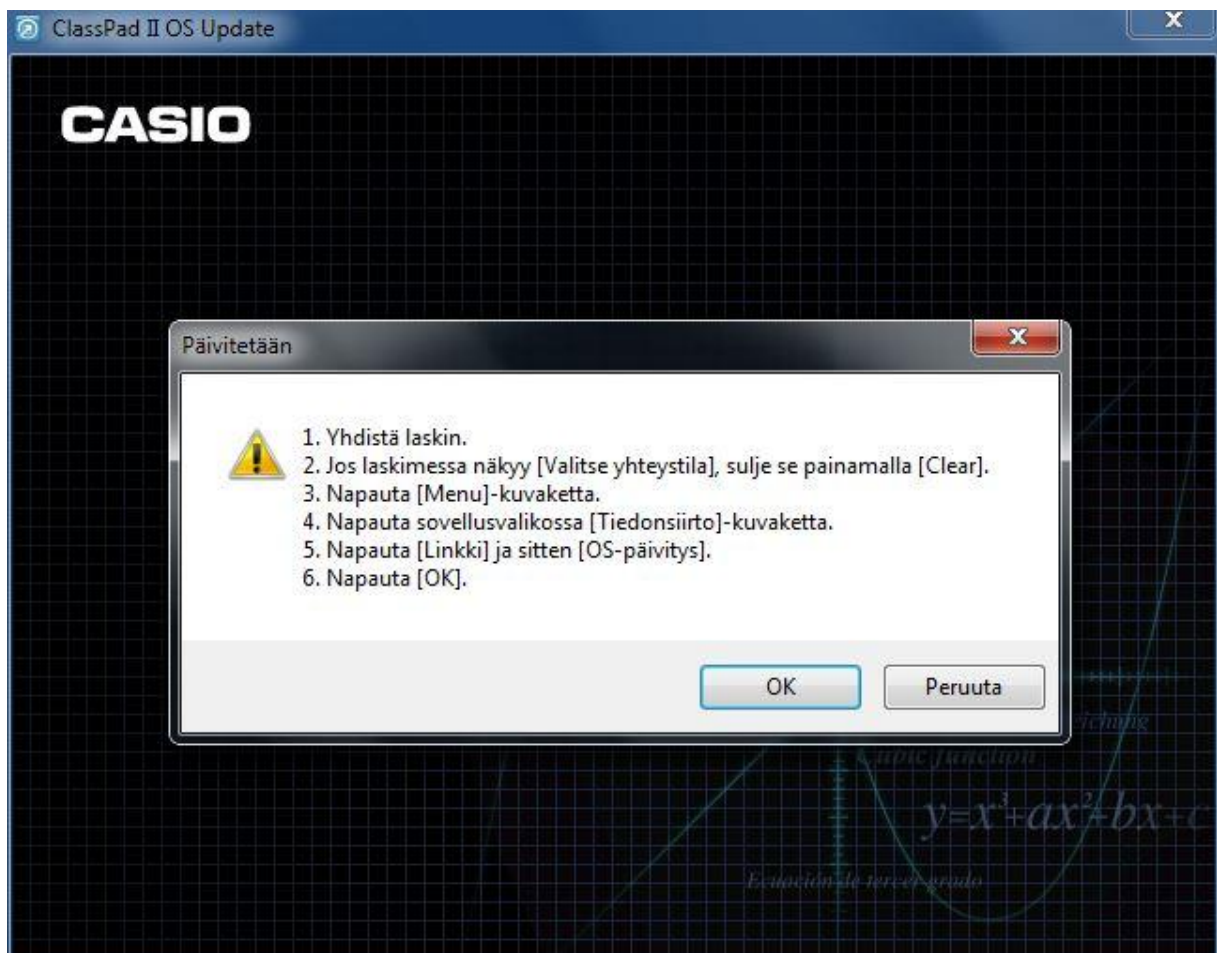 ClassPad II OS Update
CASIO
Päivitetään
1. Yhdistä laskin.
2. Jos laskimessa näkyy [Valitse yhteystila], sulje se painamalla [Clear].
3. Napauta [Menu]-kuvaketta.
4. Napauta sovellusvalikossa [Tiedonsiirto]-kuvaketta.
5. Napauta [Linkki] ja sitten [OS-päivitys].
6. Napauta [OK].
OK
Peruuta
Cubic function
y=x³+ax²+bx+c
Ecuación de tercer grado